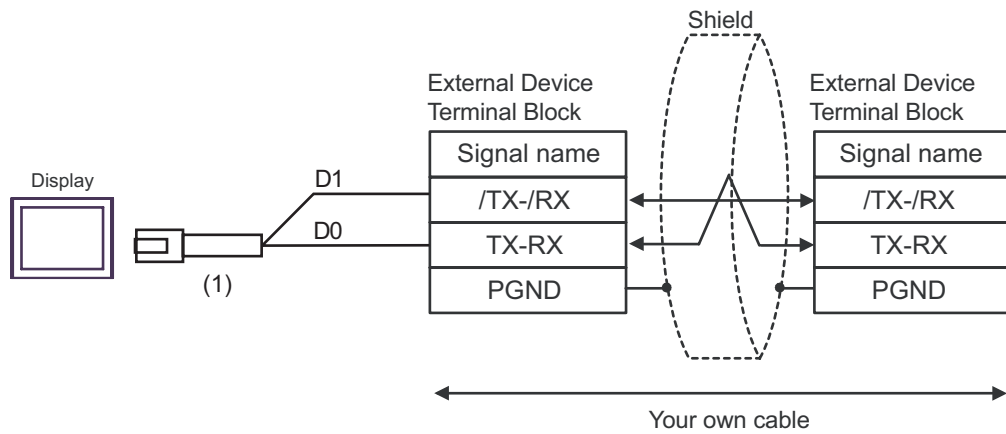 Shield
External Device
Terminal Block
External Device
Terminal Block
Display
(1)
D1
D0
Signal name
/TX-/RX
TX-RX
PGND
Signal name
/TX-/RX
TX-RX
PGND
Your own cable